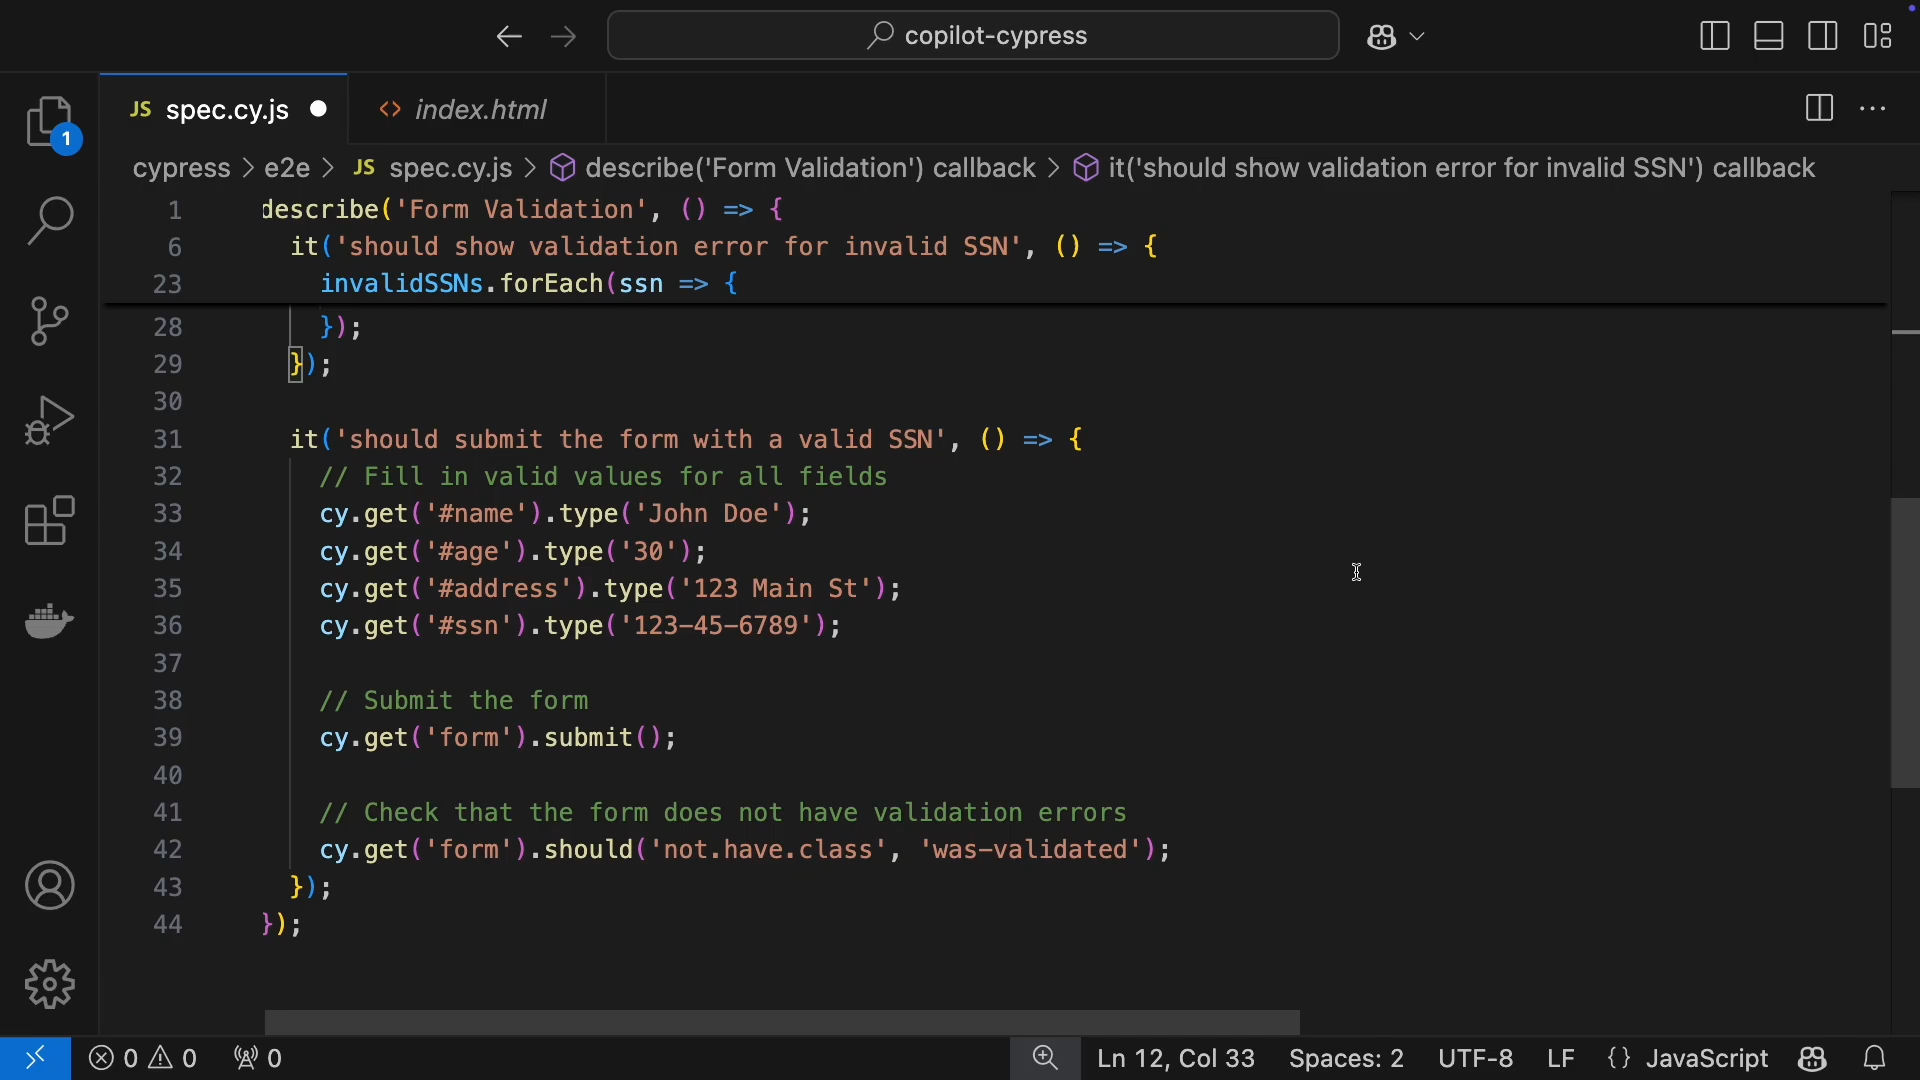 copilot-cypress
JS spec.cy.js
<> index.html
1
cypress > e2e > JS spec.cy.js > describe('Form Validation') callback > it('should show validation error for invalid SSN') callback
1 describe('Form Validation', () => {
6 it('should show validation error for invalid SSN', () => {
23 invalidSSNs.forEach(ssn => {
28 });
29 });
30
31 it('should submit the form with a valid SSN', () => {
32 // Fill in valid values for all fields
33 cy.get('#name').type('John Doe');
34 cy.get('#age').type('30');
35 cy.get('#address').type('123 Main St');
36 cy.get('#ssn').type('123-45-6789');
37
38 // Submit the form
39 cy.get('form').submit();
40
41 // Check that the form does not have validation errors
42 cy.get('form').should('not.have.class', 'was-validated');
43 });
44 });
0 0 0 Ln 12, Col 33 Spaces: 2 UTF-8 LF {} JavaScript